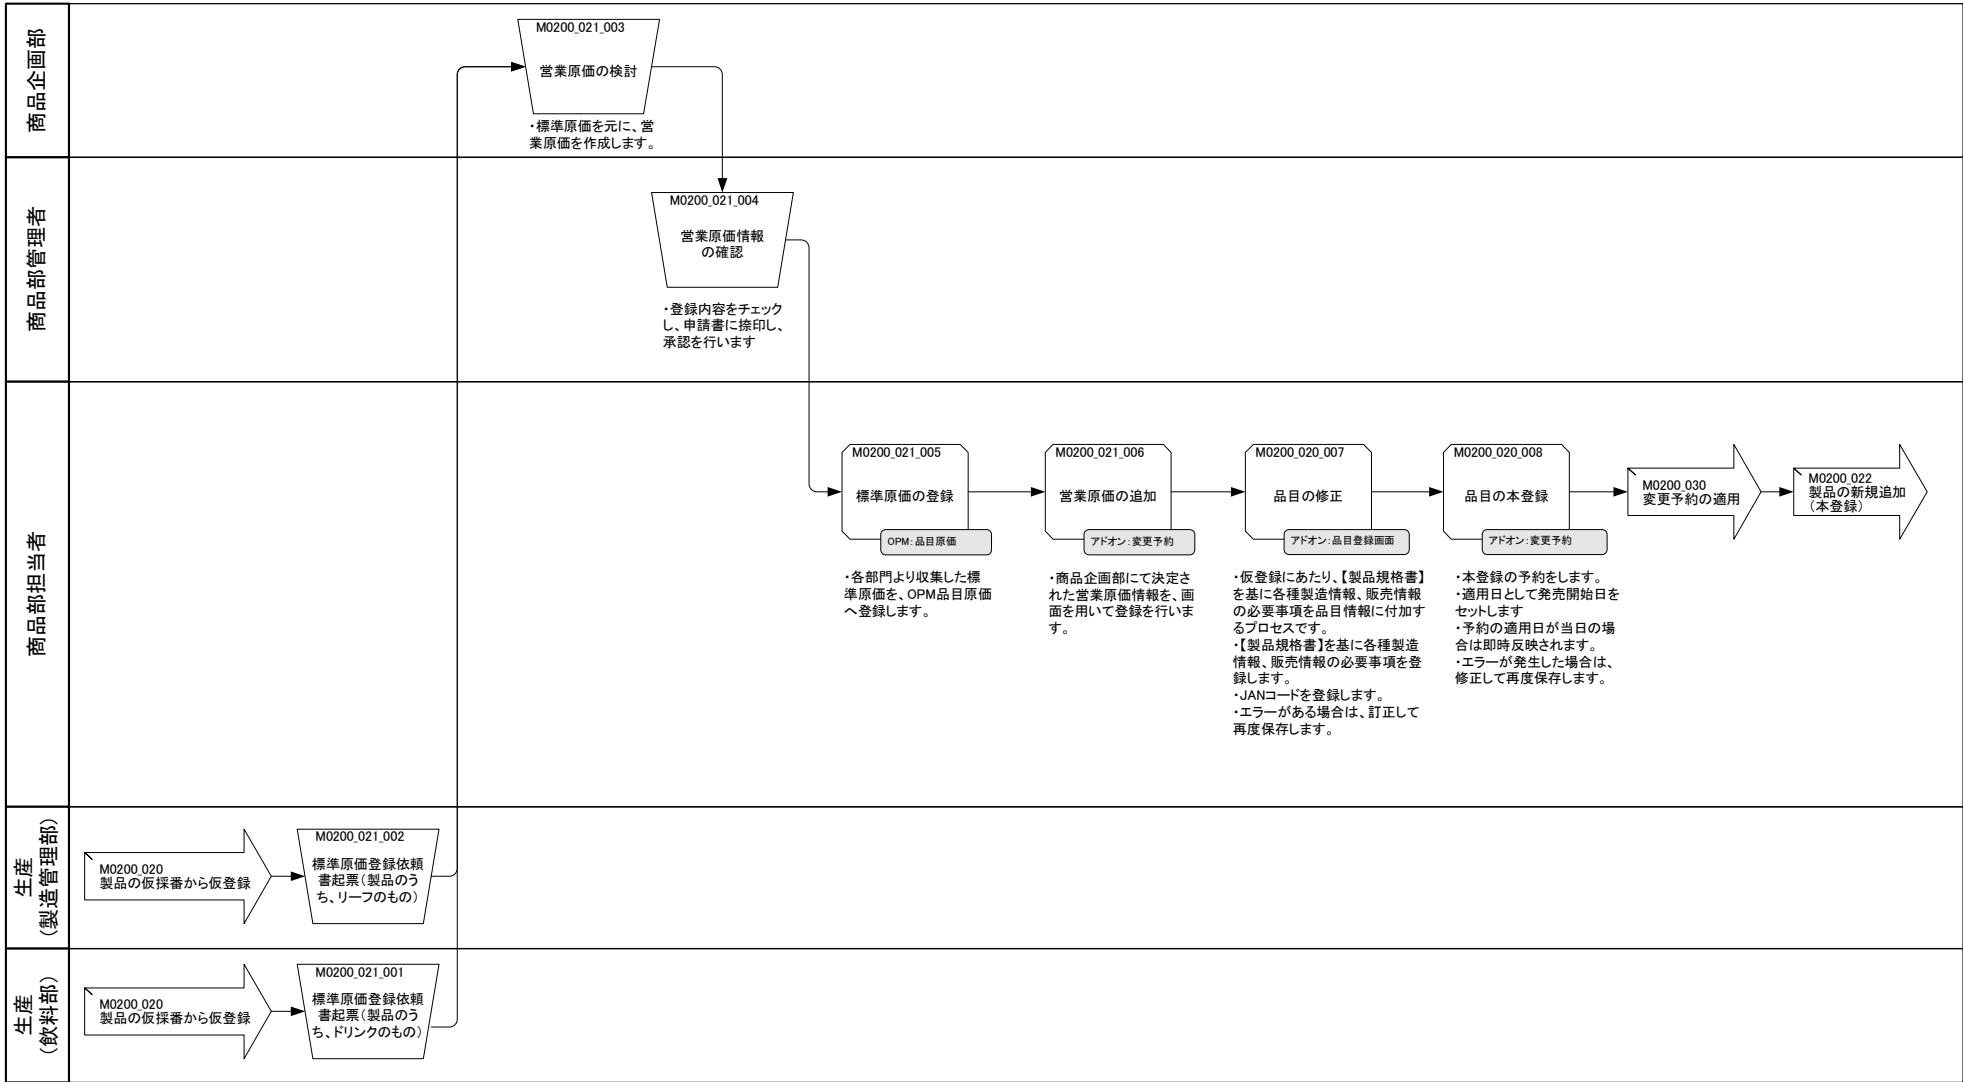 商品企画部
M0200_021_003
営業原価の検討
・標準原価を元に、営
業原価を作成します。
商品部管理者
M0200_021_004
営業原価情報
の確認
・登録内容をチェック
し、申請書に捺印し、
承認を行います
商品部担当者
M0200_021_005
標準原価の登録
OPM：品目原価
・各部門より収集した標
準原価を、OPM品目原価
へ登録します。
M0200_021_006
営業原価の追加
アドオン：変更予約
・商品企画部にて決定さ
れた営業原価情報を、画
面を用いて登録を行いま
す。
M0200_020_007
品目の修正
アドオン：品目登録画面
・仮登録にあたり、【製品規格書】
を基に各種製造情報、販売情報
の必要事項を品目情報に付加す
るプロセスです。
・【製品規格書】を基に各種製造
情報、販売情報の必要事項を登
録します。
・JANコードを登録します。
・エラーがある場合は、訂正して
再度保存します。
M0200_020_008
品目の本登録
アドオン：変更予約
・本登録の予約をします。
・適用日として発売開始日を
セットします
・予約の適用日が当日の場
合は即時反映されます。
・エラーが発生した場合は、
修正して再度保存します。
M0200_030
変更予約の適用
M0200_022
製品の新規追加
（本登録）
生産
（製造管理部）
M0200_020
製品の仮採番から仮登録
M0200_021_002
標準原価登録依頼
書起票（製品のう
ち、リーフのもの）
生産
（飲料部）
M0200_020
製品の仮採番から仮登録
M0200_021_001
標準原価登録依頼
書起票（製品のう
ち、ドリンクのもの）